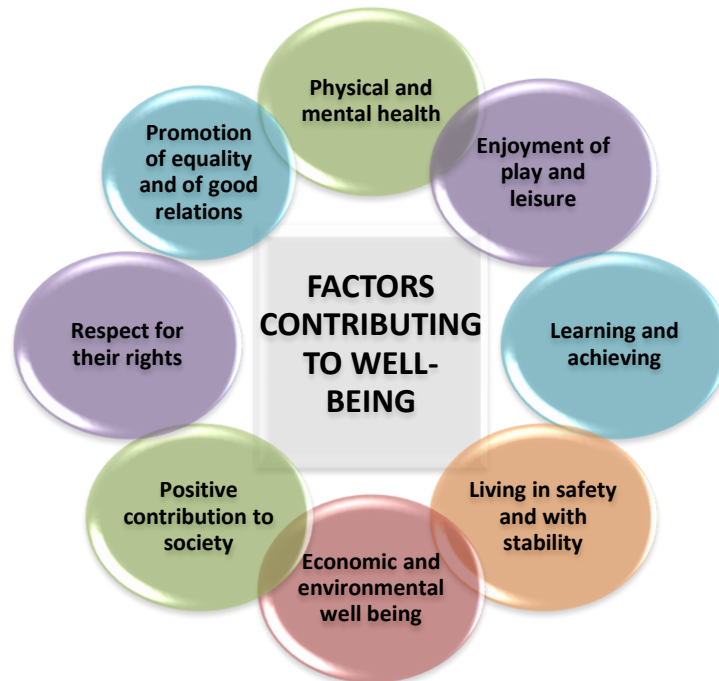 Physical and
mental health
Enjoyment of
play and
leisure
Learning and
achieving
Living in safety
and with
stability
Economic and
environmental
well being
Positive
contribution to
society
Respect for
their rights
Promotion
of equality
and of good
relations
FACTORS
CONTRIBUTING
TO WELL-
BEING